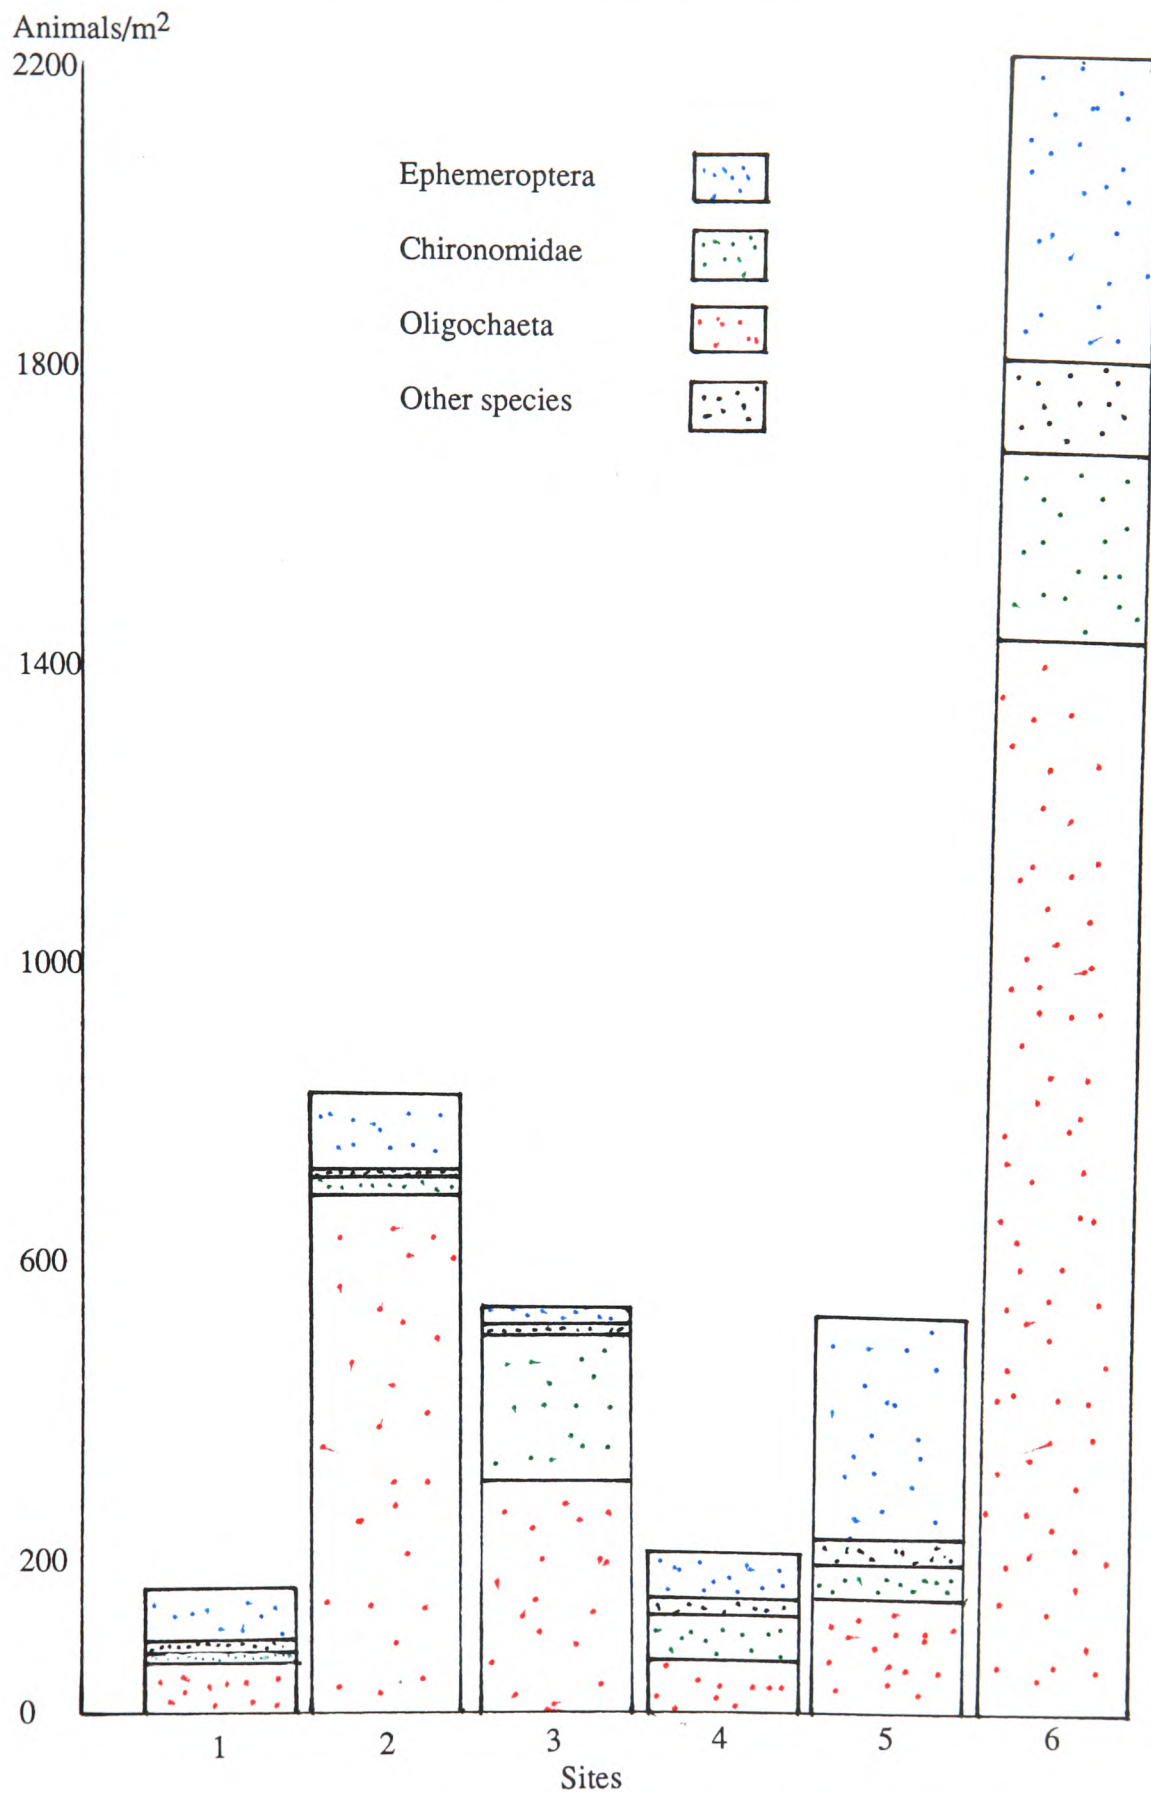 Animals/m²
2200
1800
1400
1000
600
200
0
Ephemeroptera
Chironomidae
Oligochaeta
Other species
1 2 3 4 5 6
Sites